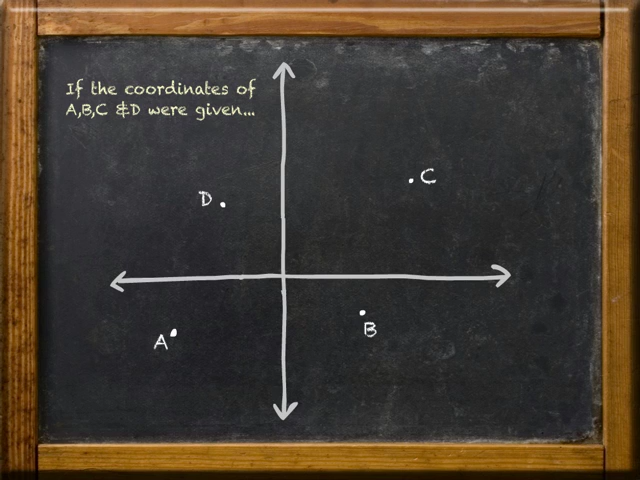 If the coordinates of
A,B,C &D were given...
C
D
B
A